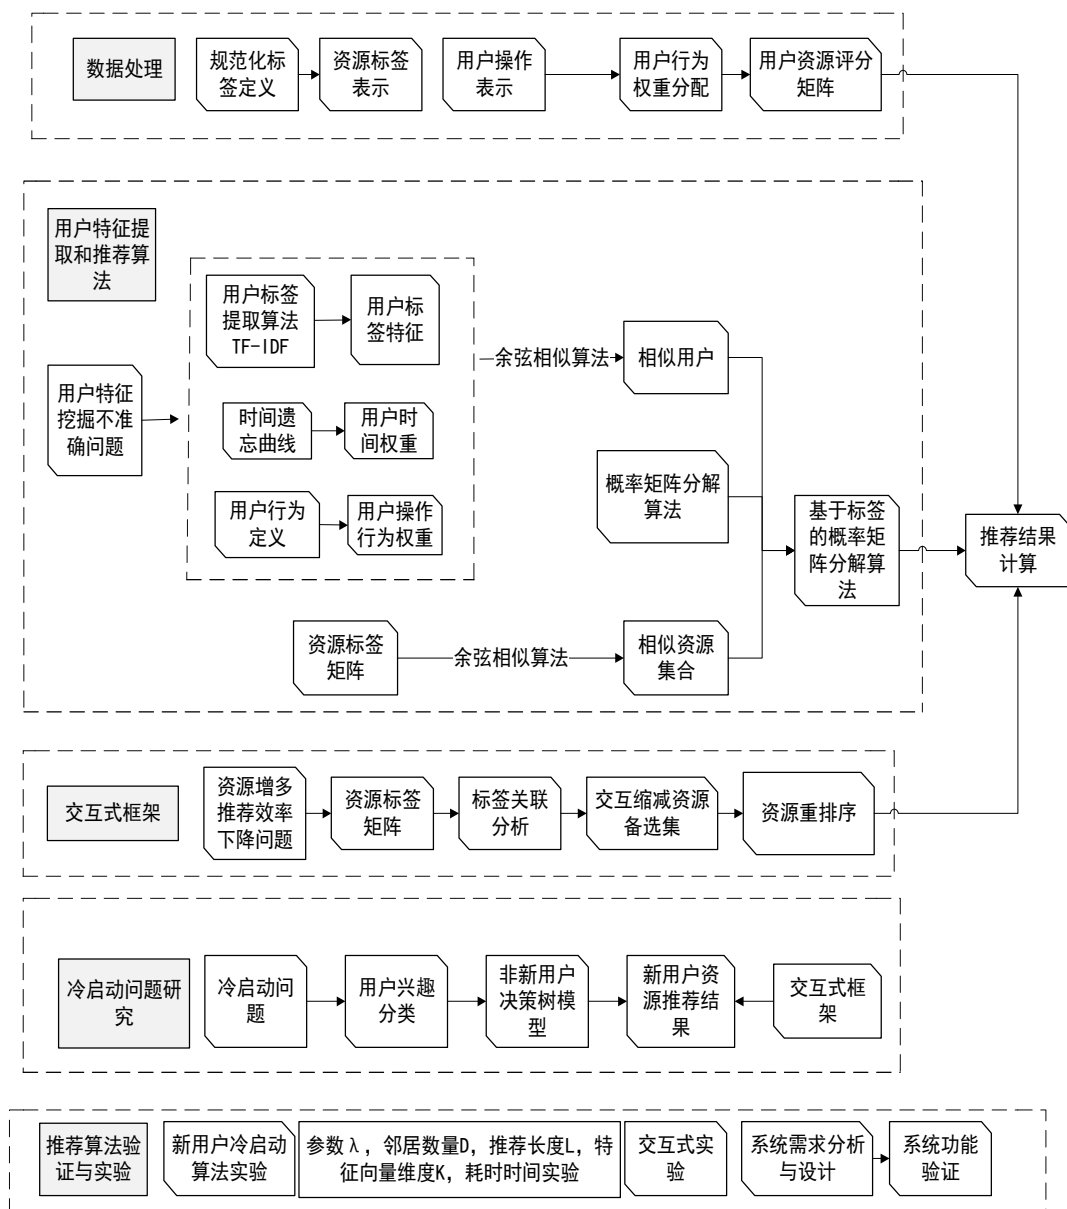 数据处理
规范化标
签定义
资源标签
表示
用户操作
表示
用户行为
权重分配
用户资源评分
矩阵
用户特征提
取和推荐算
法
用户标签
提取算法
TF-IDF
用户标
签特征
余弦相似算法
相似用户
用户特征
挖掘不准
确问题
时间遗
忘曲线
用户时
间权重
概率矩阵分解
算法
用户行为
定义
用户操作
行为权重
基于标签
的概率矩
阵分解算
法
推荐结果
计算
资源标签
矩阵
余弦相似算法
相似资源
集合
交互式框架
资源增多
推荐效率
下降问题
资源标签
矩阵
标签关联
分析
交互缩减资源
备选集
资源重排序
冷启动问题研
究
冷启动问
题
用户兴趣
分类
非新用户
决策树模
型
新用户资
源推荐结
果
交互式框
架
推荐算法验
证与实验
新用户冷启动
算法实验
参数λ，邻居数量D，推荐长度L，特
征向量维度K，耗时时间实验
交互式实
验
系统需求分析
与设计
系统功能
验证